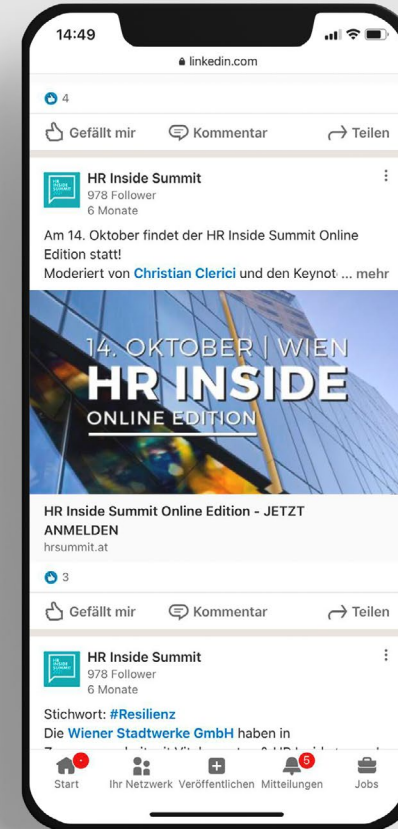 14:49
linkedin.com
4
Gefällt mir
Kommentar
Teilen
HR Inside Summit
978 Follower
6 Monate
Am 14. Oktober findet der HR Inside Summit Online
Edition statt!
Moderiert von Christian Clerici und den Keynot ... mehr
14. OKTOBER | WIEN
HR INSIDE
ONLINE EDITION
HR Inside Summit Online Edition - JETZT
ANMELDEN
hrsummit.at
3
Gefällt mir
Kommentar
Teilen
HR Inside Summit
978 Follower
6 Monate
Stichwort: #Resilienz
Die Wiener Stadtwerke GmbH haben in
5
Start
Ihr Netzwerk
Veröffentlichen
Mitteilungen
Jobs